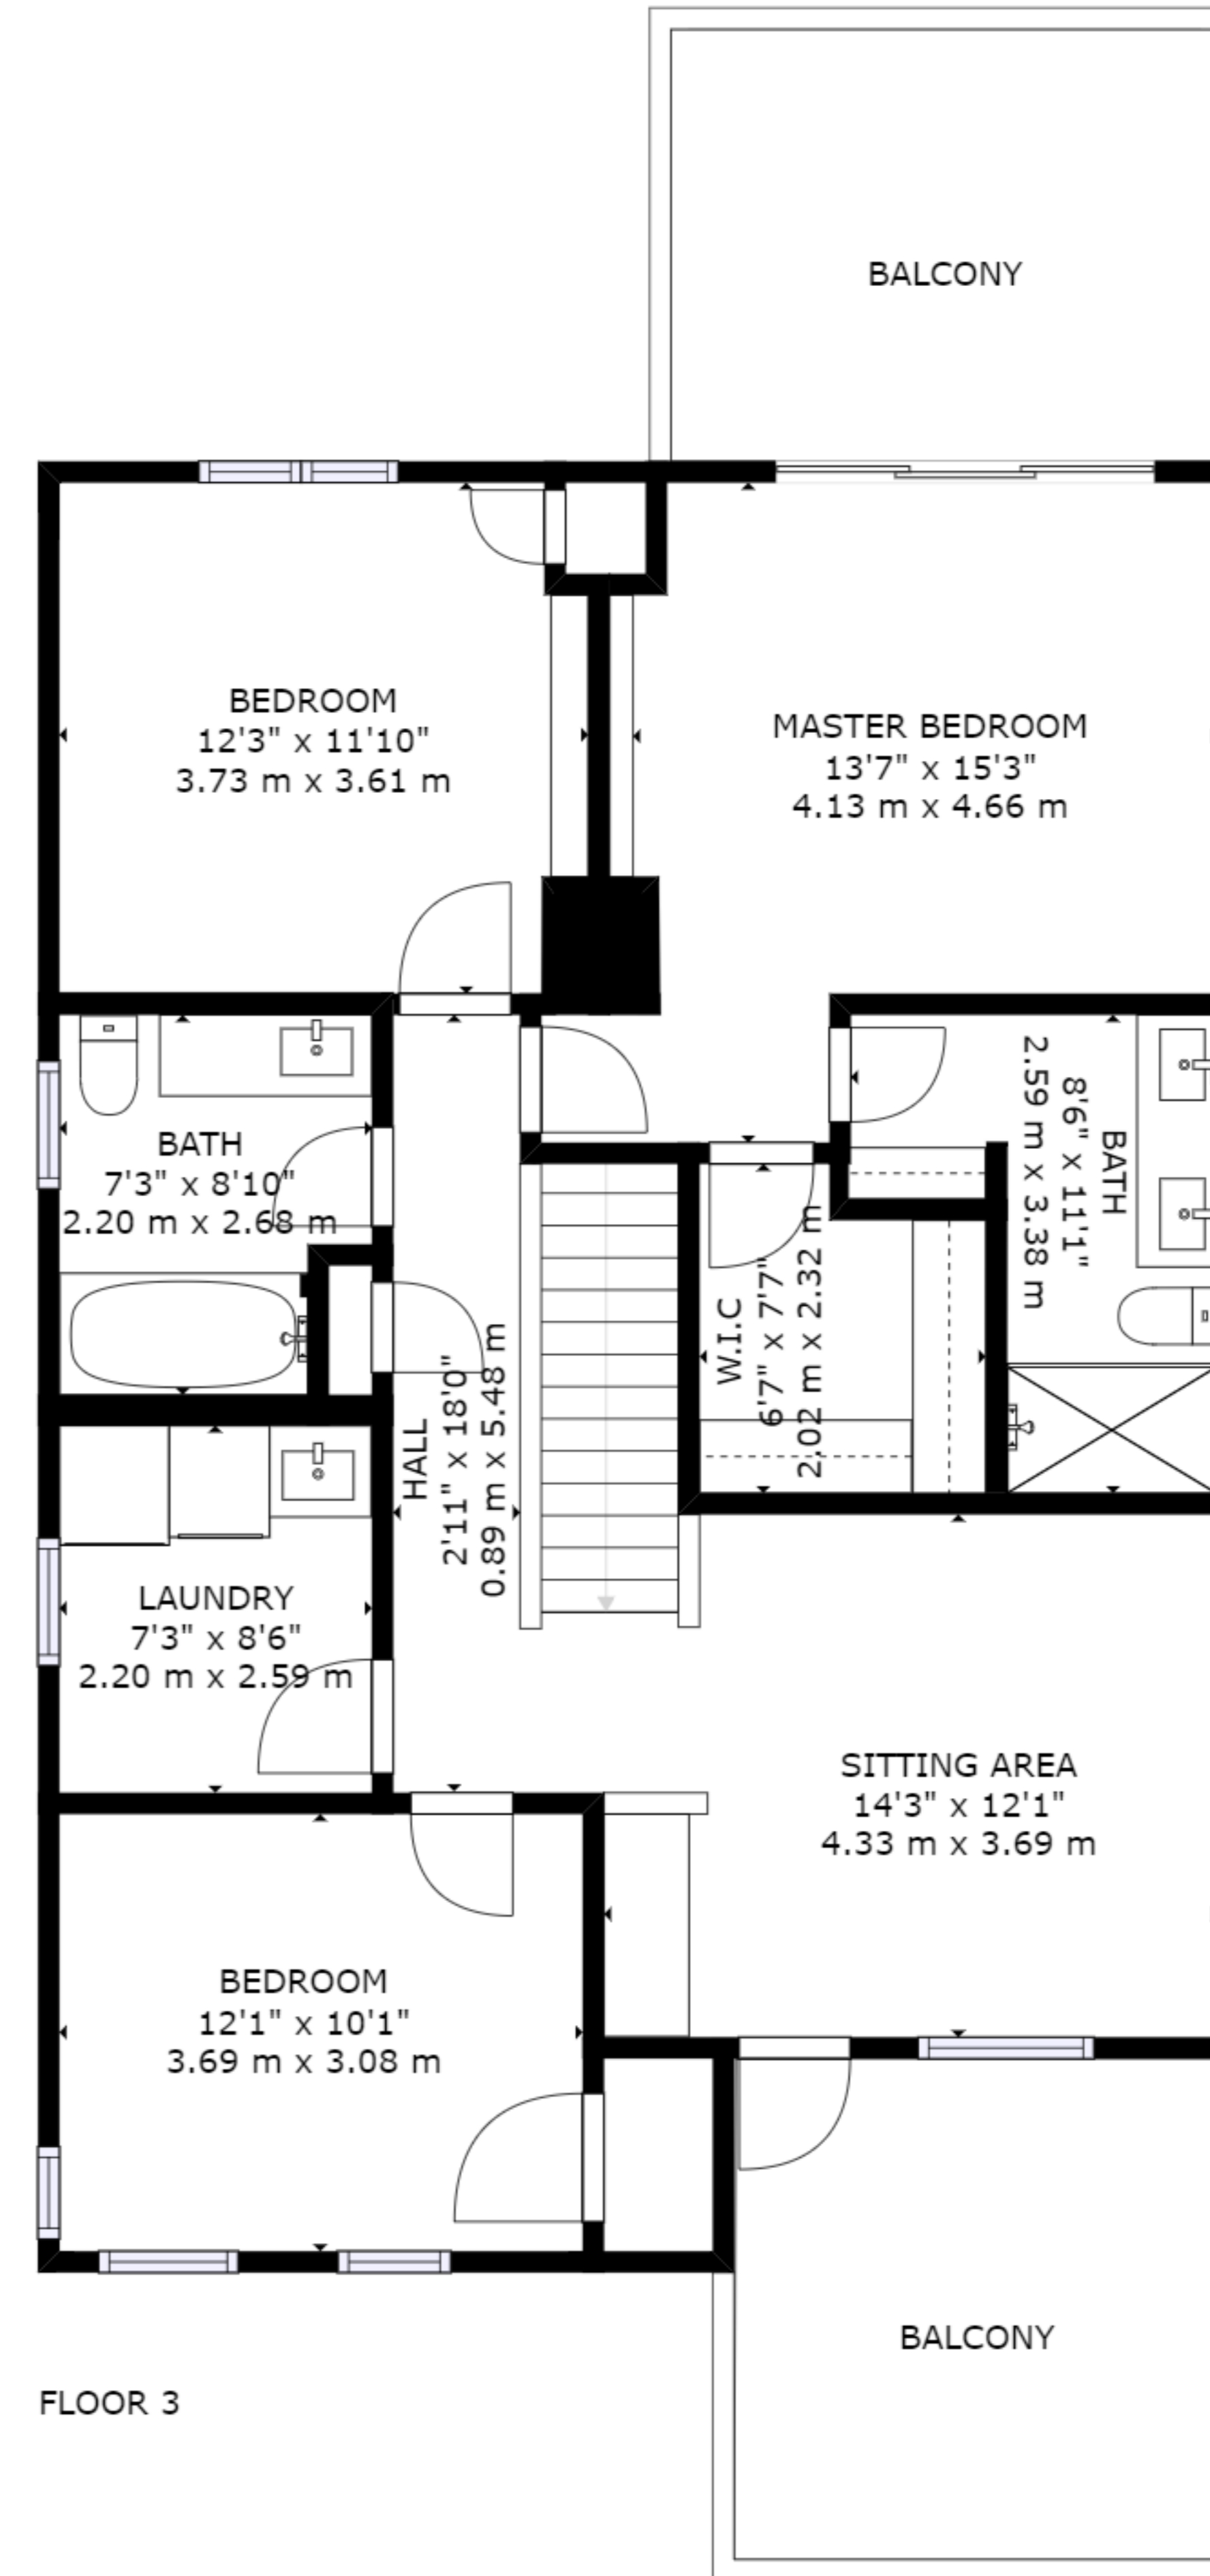 BALCONY
BEDROOM
12'3" x 11'10"
3.73 m x 3.61 m
MASTER BEDROOM
13'7" x 15'3"
4.13 m x 4.66 m
BATH
7'3" x 8'10"
2.20 m x 2.68 m
BATH
8'6" x 11'1"
2.59 m x 3.38 m
W.I.C
6'7" x 7'7"
2.02 m x 2.32 m
HALL
2'11" x 18'0"
0.89 m x 5.48 m
LAUNDRY
7'3" x 8'6"
2.20 m x 2.59 m
SITTING AREA
14'3" x 12'1"
4.33 m x 3.69 m
BEDROOM
12'1" x 10'1"
3.69 m x 3.08 m
BALCONY
FLOOR 3